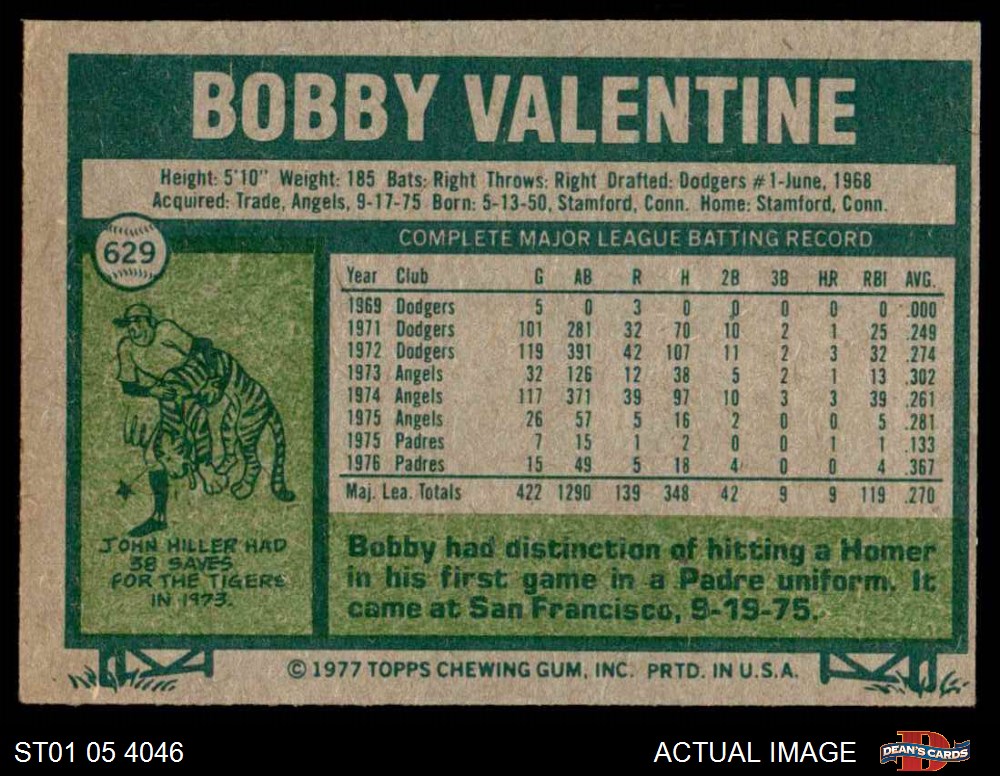 BOBBY VALENTINE
Height: 5'10" Weight: 185 Bats: Right Throws: Right Drafted: Dodgers #1-June, 1968
Acquired: Trade, Angels, 9-17-75 Born: 5-13-50, Stamford, Conn. Home: Stamford, Conn.
629
COMPLETE MAJOR LEAGUE BATTING RECORD
Year Club G AB R H 2B 3B HR RBI AVG.
1969 Dodgers 5 0 3 0 0 0 0 0 .000
1971 Dodgers 101 281 32 70 10 2 1 25 .249
1972 Dodgers 119 391 42 107 11 2 3 32 .274
1973 Angels 32 126 12 38 5 2 1 13 .302
1974 Angels 117 371 39 97 10 3 3 39 .261
1975 Angels 26 57 5 16 2 0 0 5 .281
1975 Padres 7 15 1 2 0 0 1 1 .133
1976 Padres 15 49 5 18 4 0 0 4 .367
Maj. Lea. Totals 422 1290 139 348 42 9 9 119 .270
JOHN HILLER HAD
38 SAVES
FOR THE TIGERS
IN 1973.
Bobby had distinction of hitting a Homer
in his first game in a Padre uniform. It
came at San Francisco, 9-19-75.
© 1977 TOPPS CHEWING GUM, INC. PRTD. IN U.S.A.
ST01 05 4046
ACTUAL IMAGE
D
DEAN'S CARDS